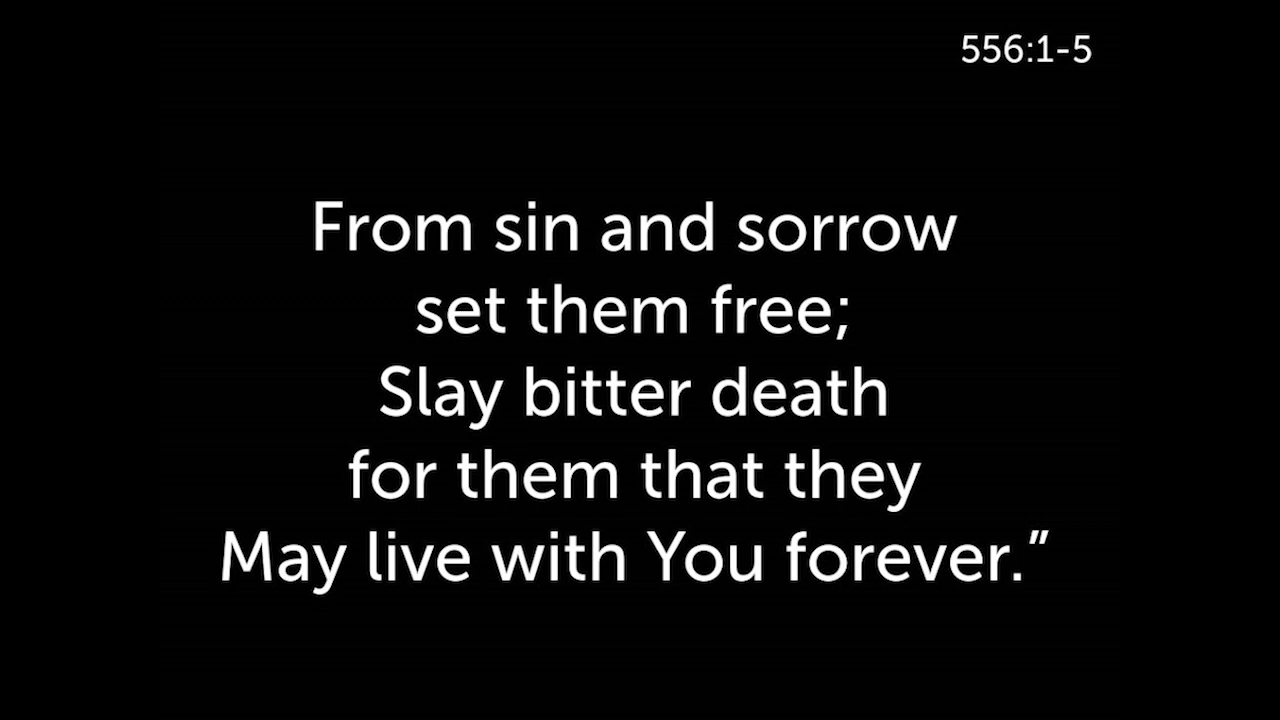 556:1-5
From sin and sorrow
set them free;
Slay bitter death
for them that they
May live with You forever.”